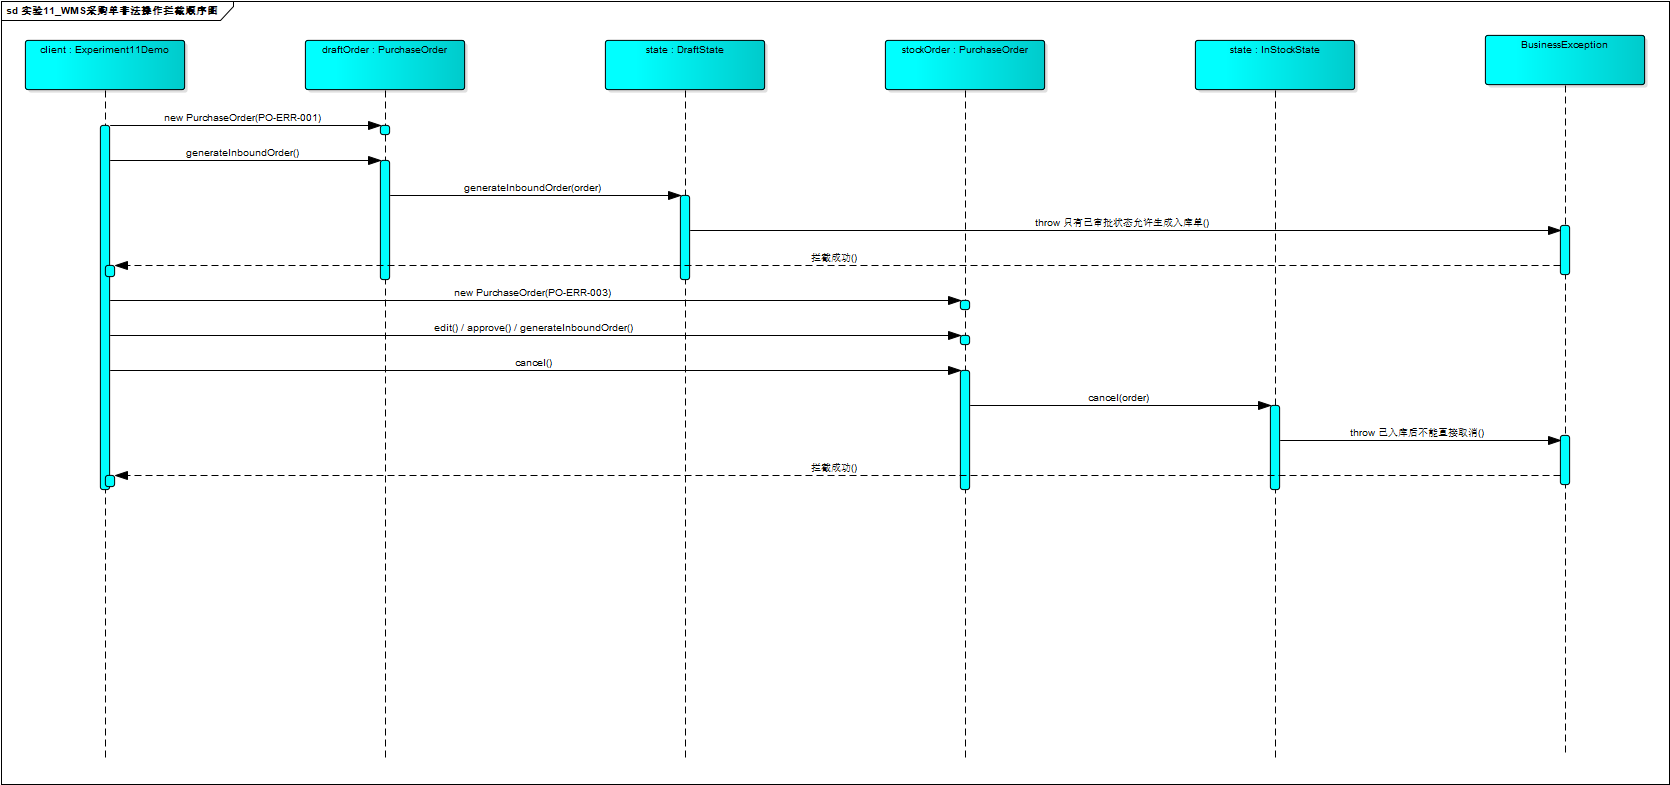 sd 实验11_WMS采购单非法操作拦截顺序图
client : Experiment11Demo
draftOrder : PurchaseOrder
state : DraftState
stockOrder : PurchaseOrder
state : InStockState
BusinessException
new PurchaseOrder(PO-ERR-001)
generateInboundOrder()
generateInboundOrder(order)
throw 只有已审批状态允许生成入库单()
拦截成功()
new PurchaseOrder(PO-ERR-003)
edit() / approve() / generateInboundOrder()
cancel()
cancel(order)
throw 已入库后不能直接取消()
拦截成功()